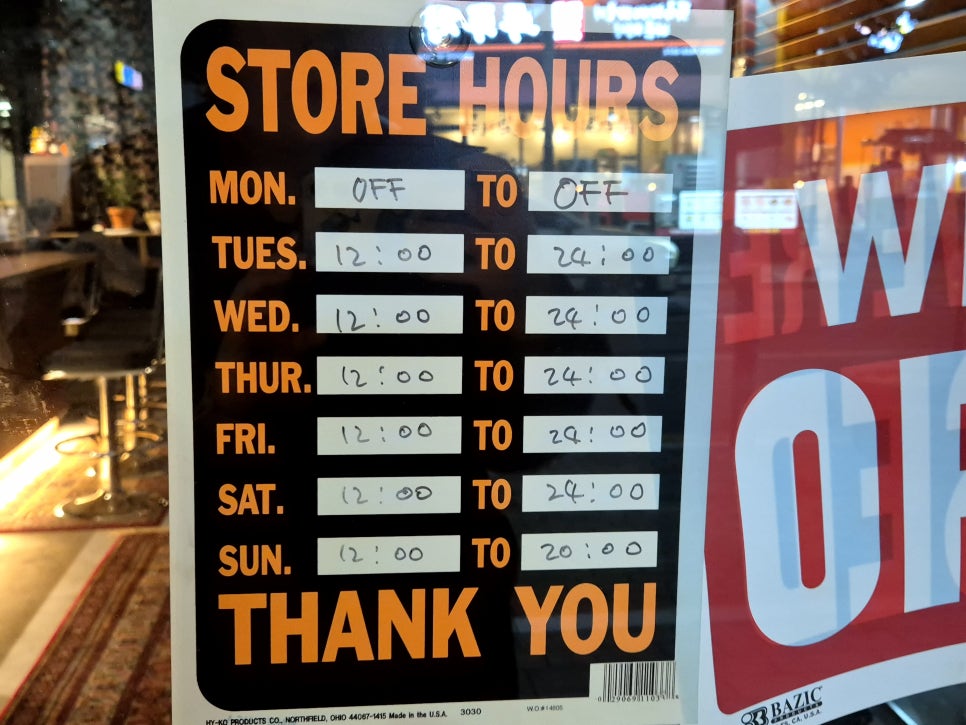 STORE HOURS
MON. OFF TO OFF
TUES. 12:00 TO 24:00
WED. 12:00 TO 24:00
THUR. 12:00 TO 24:00
FRI. 12:00 TO 24:00
SAT. 12:00 TO 24:00
SUN. 12:00 TO 20:00
THANK YOU
HY-KO PRODUCTS CO., NORTHFIELD, OHIO 44067-1415 Made in the U.S.A. 3030
W.O.#14805
BAZIC
PRODUCTS